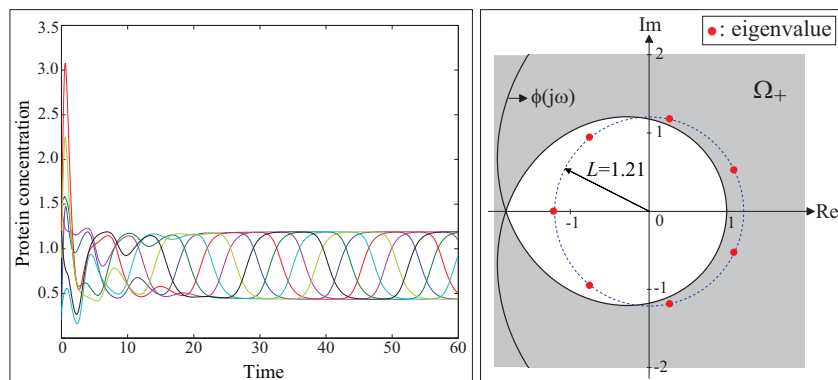 Protein concentration
3.5
3.0
2.5
2.0
1.5
1.0
0.5
0
10
20
30
40
50
60
Time
Im
: eigenvalue
2
Ω+
ϕ(jω)
1
L=1.21
Re
-1
0
1
-1
-2